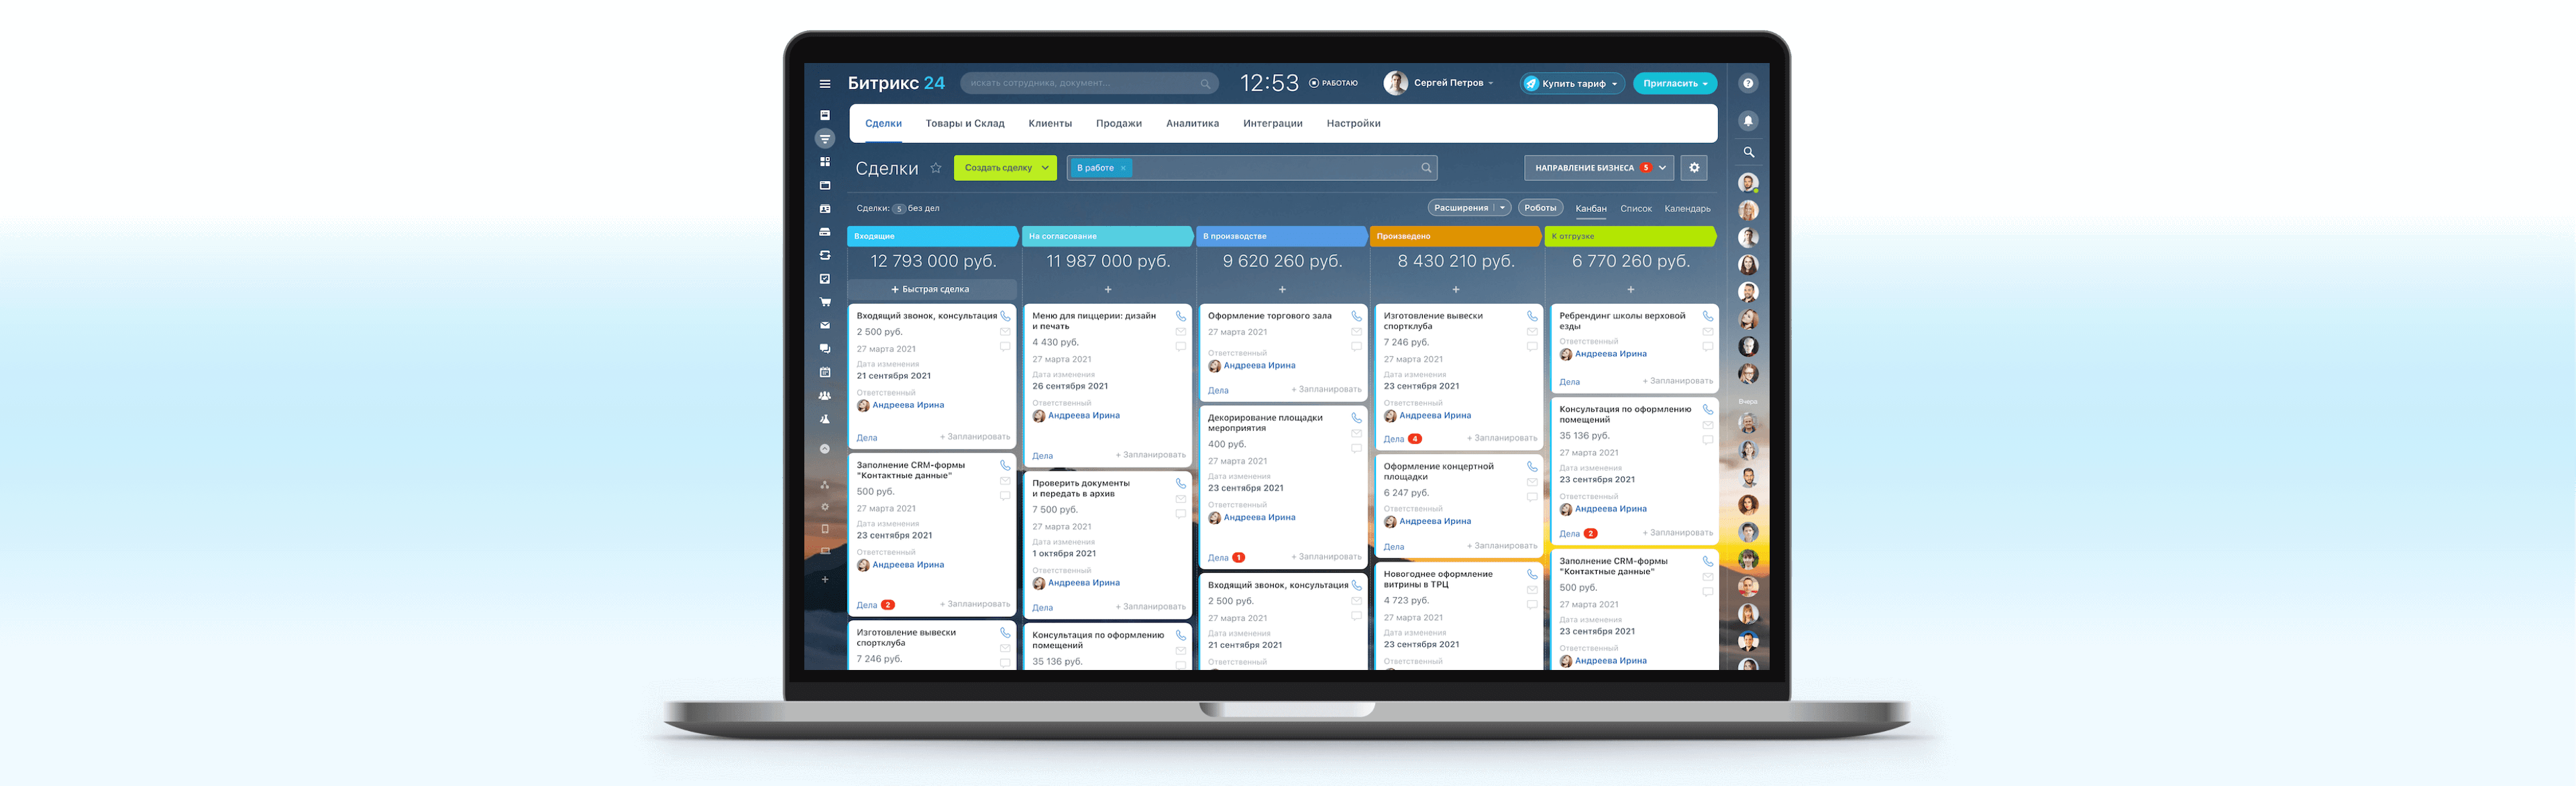 Битрикс 24
искать сотрудника, документ...
12:53
РАБОТАЮ
Сергей Петров
Купить тариф
Пригласить
Сделки
Товары и Склад
Клиенты
Продажи
Аналитика
Интеграции
Настройки
Сделки
Создать сделку
В работе
НАПРАВЛЕНИЕ БИЗНЕСА 5
Сделки: 5 без дел
Расширения
Роботы
Канбан
Список
Календарь
Входящие
12 793 000 руб.
+ Быстрая сделка
Входящий звонок, консультация
2 500 руб.
27 марта 2021
Дата изменения
21 сентября 2021
Ответственный
Андреева Ирина
Дела
+ Запланировать
Заполнение CRM-формы
"Контактные данные"
500 руб.
27 марта 2021
Дата изменения
23 сентября 2021
Ответственный
Андреева Ирина
Дела 2
+ Запланировать
Изготовление вывески
спортклуба
7 246 руб.
На согласование
11 987 000 руб.
+
Меню для пиццерии: дизайн
и печать
4 430 руб.
27 марта 2021
Дата изменения
26 сентября 2021
Ответственный
Андреева Ирина
Дела
+ Запланировать
Проверить документы
и передать в архив
7 500 руб.
27 марта 2021
Дата изменения
1 октября 2021
Ответственный
Андреева Ирина
Дела
+ Запланировать
Консультация по оформлению
помещений
35 136 руб.
В производстве
9 620 260 руб.
+
Оформление торгового зала
27 марта 2021
Ответственный
Андреева Ирина
Дела
+ Запланировать
Декорирование площадки
мероприятия
400 руб.
27 марта 2021
Дата изменения
23 сентября 2021
Ответственный
Андреева Ирина
Дела 1
+ Запланировать
Входящий звонок, консультация
2 500 руб.
27 марта 2021
Дата изменения
21 сентября 2021
Ответственный
Произведено
8 430 210 руб.
+
Изготовление вывески
спортклуба
7 246 руб.
27 марта 2021
Дата изменения
23 сентября 2021
Ответственный
Андреева Ирина
Дела 4
+ Запланировать
Оформление концертной
площадки
6 247 руб.
Ответственный
Андреева Ирина
Дела
+ Запланировать
Новогоднее оформление
витрины в ТРЦ
4 723 руб.
27 марта 2021
Дата изменения
23 сентября 2021
Ответственный
К отгрузке
6 770 260 руб.
+
Ребрендинг школы верховой
езды
Ответственный
Андреева Ирина
Дела
+ Запланировать
Консультация по оформлению
помещений
35 136 руб.
27 марта 2021
Дата изменения
23 сентября 2021
Ответственный
Андреева Ирина
Дела 2
+ Запланировать
Заполнение CRM-формы
"Контактные данные"
500 руб.
27 марта 2021
Дата изменения
23 сентября 2021
Ответственный
Андреева Ирина
Вчера